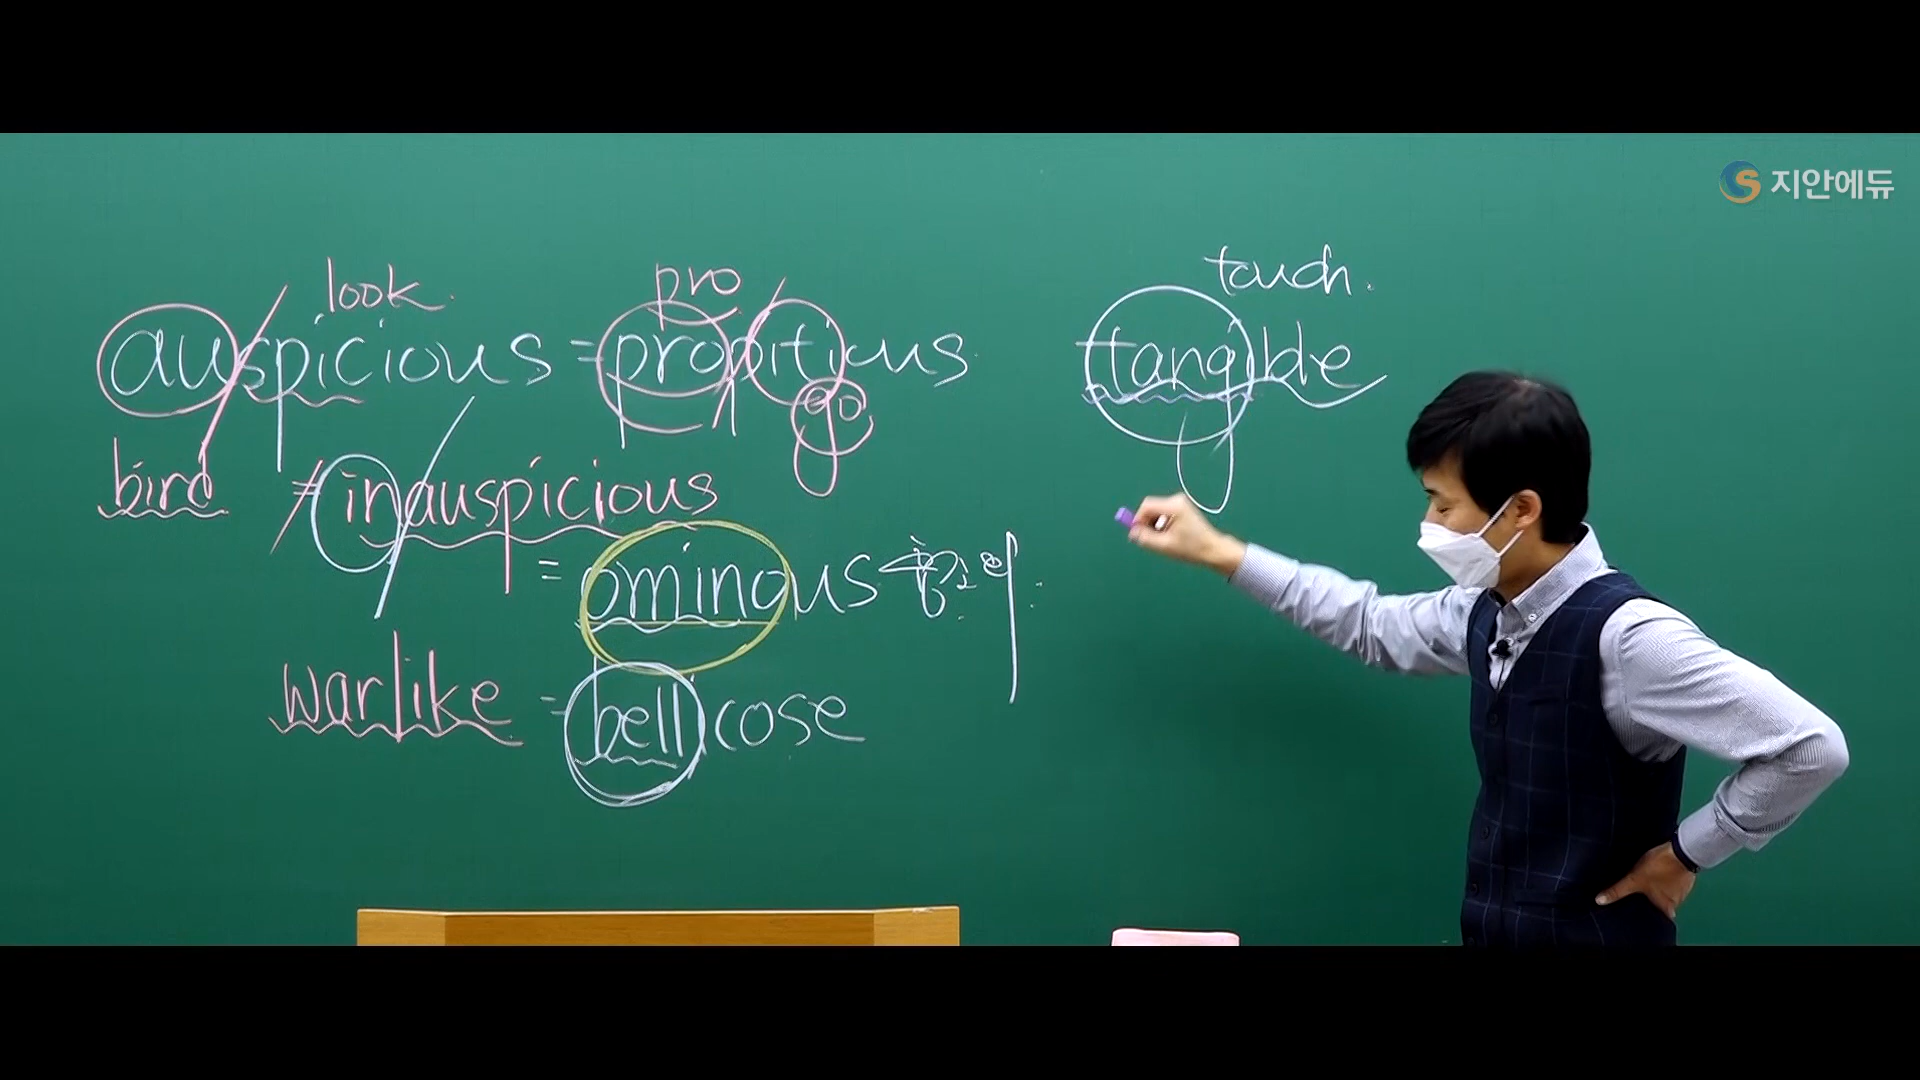 지안에듀
look. pro
auspicious = propitious
go
bird ≠ inauspicious
= ominous
warlike = bellicose
touch.
tangible